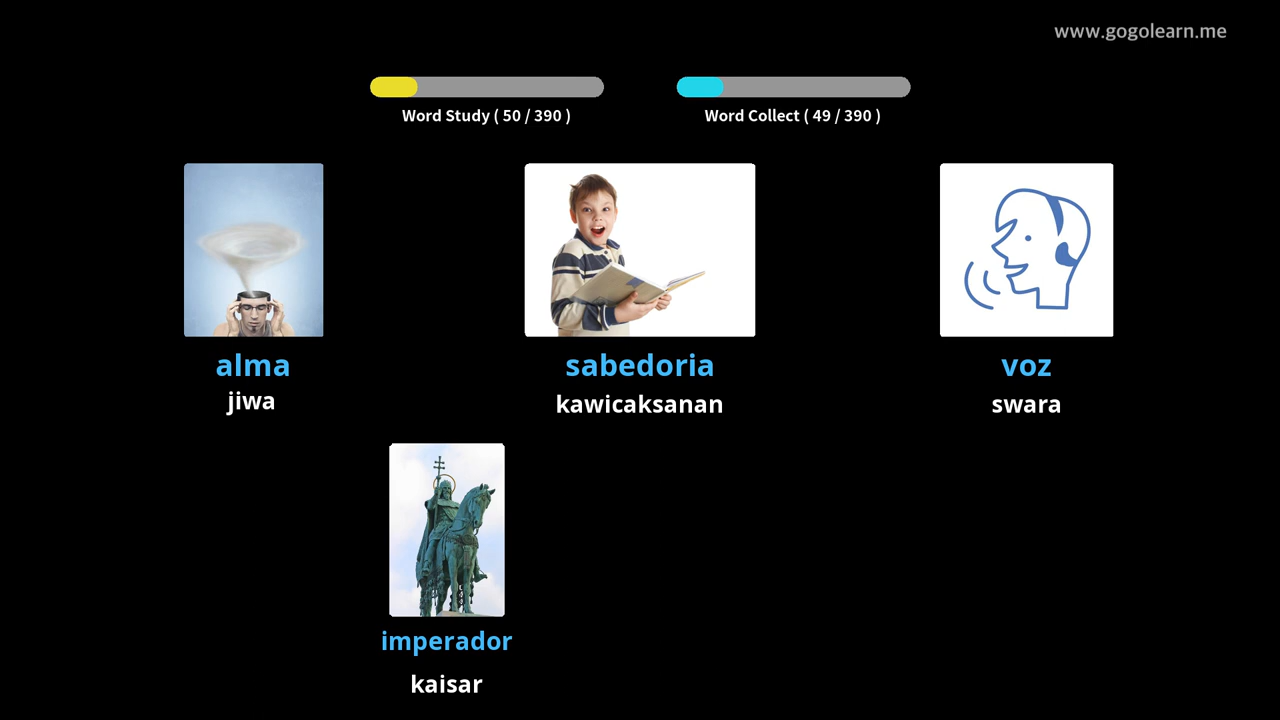 www.gogolearn.me
Word Study ( 50 / 390 )
Word Collect ( 49 / 390 )
alma
jiwa
sabedoria
kawicaksanan
voz
swara
imperador
kaisar